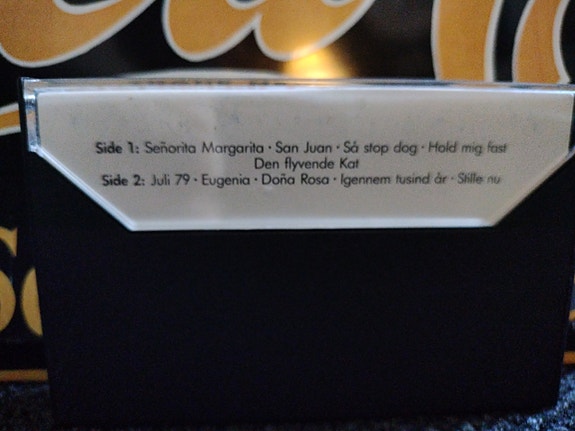 Side 1: Señorita Margarita · San Juan · Så stop dog · Hold mig fast
Den flyvende Kat
Side 2: Juli 79 · Eugenia · Doña Rosa · Igennem tusind år · Stille nu